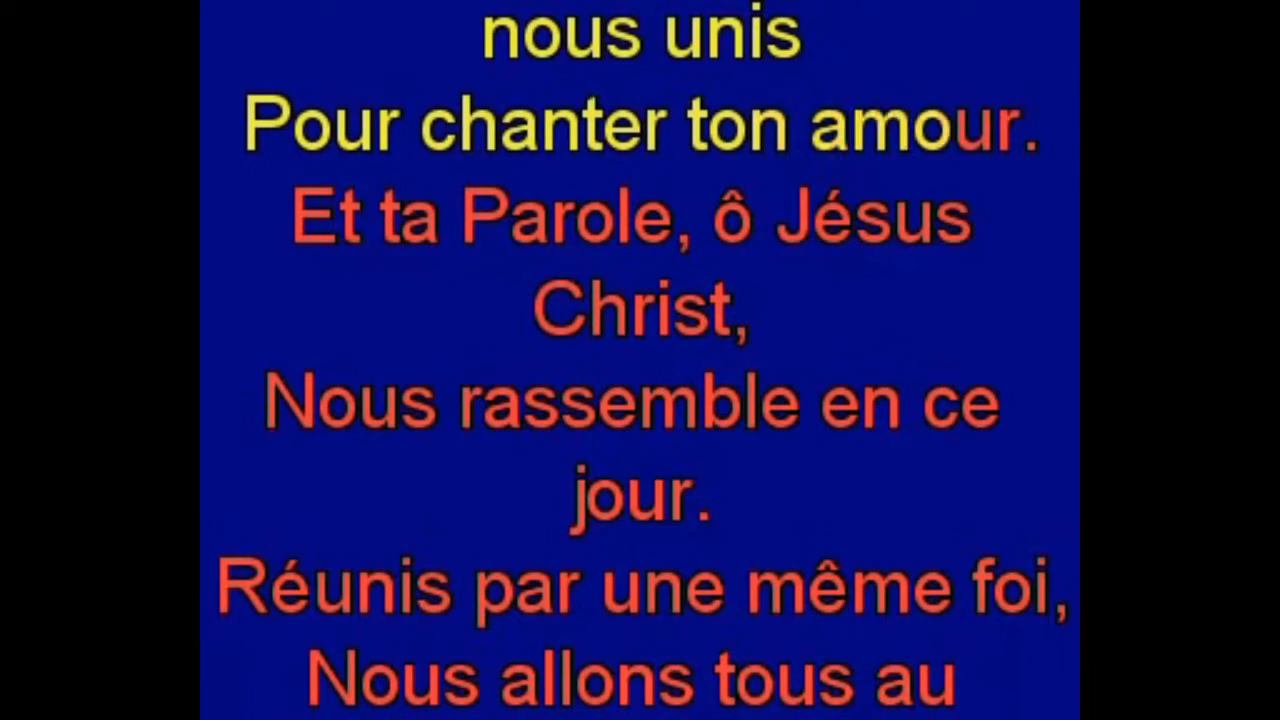 nous unis
Pour chanter ton amour.
Et ta Parole, ô Jésus
Christ,
Nous rassemble en ce
jour.
Réunis par une même foi,
Nous allons tous au